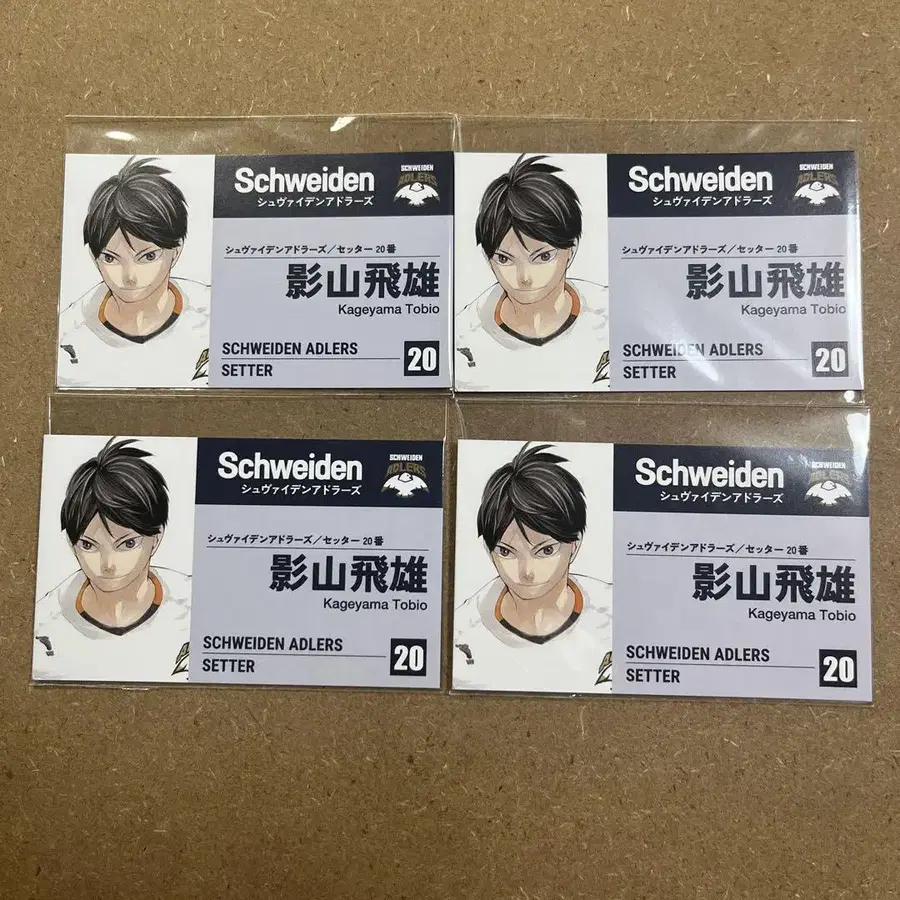 Schweiden
シュヴァイデンアドラーズ
SCHWEIDEN
ADLERS
シュヴァイデンアドラーズ／セッター 20番
影山飛雄
Kageyama Tobio
SCHWEIDEN ADLERS
SETTER
20
Schweiden
シュヴァイデンアドラーズ
SCHWEIDEN
ADLERS
シュヴァイデンアドラーズ／セッター 20番
影山飛雄
Kageyama Tobio
SCHWEIDEN ADLERS
SETTER
20
Schweiden
シュヴァイデンアドラーズ
SCHWEIDEN
ADLERS
シュヴァイデンアドラーズ／セッター 20番
影山飛雄
Kageyama Tobio
SCHWEIDEN ADLERS
SETTER
20
Schweiden
シュヴァイデンアドラーズ
SCHWEIDEN
ADLERS
シュヴァイデンアドラーズ／セッター 20番
影山飛雄
Kageyama Tobio
SCHWEIDEN ADLERS
SETTER
20